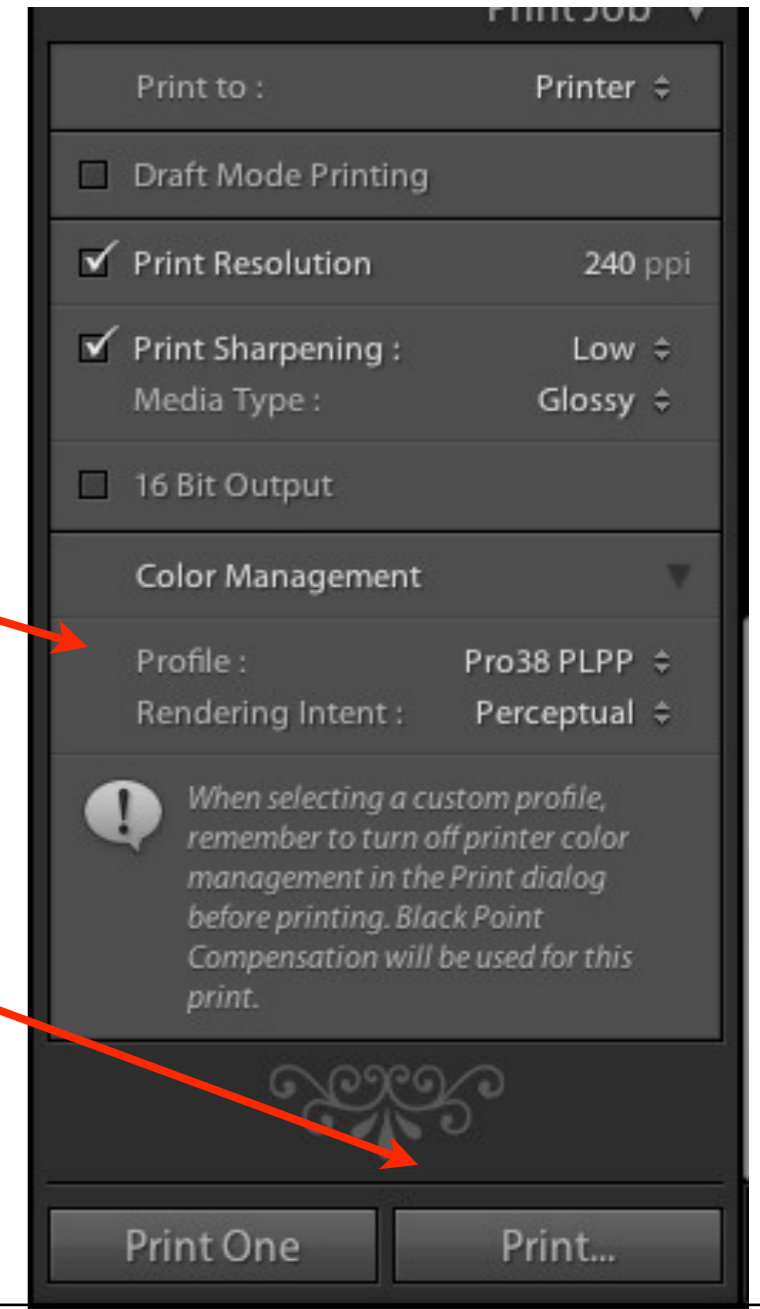 Print Job
Print to : Printer
Draft Mode Printing
Print Resolution 240 ppi
Print Sharpening : Low
Media Type : Glossy
16 Bit Output
Color Management
Profile : Pro38 PLPP
Rendering Intent : Perceptual
When selecting a custom profile,
remember to turn off printer color
management in the Print dialog
before printing. Black Point
Compensation will be used for this
print.
Print One Print...